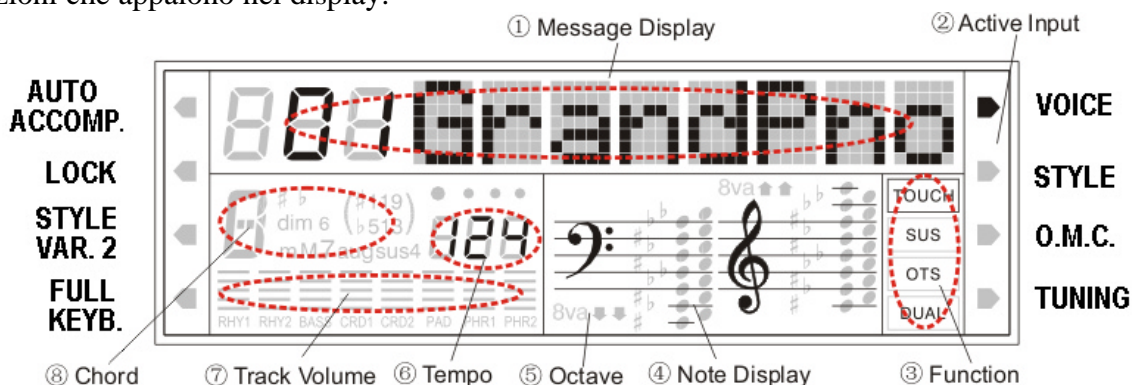 zioni che appaiono nel display:
① Message Display
② Active Input
AUTO
ACCOMP.
LOCK
STYLE
VAR. 2
FULL
KEYB.
01 GrandPno
VOICE
STYLE
O.M.C.
TUNING
♯ ♭
dim 6
mM7augsus4
124
8va
8va
TOUCH
SUS
OTS
DUAL
RHY1 RHY2 BASS CRD1 CRD2 PAD PHR1 PHR2
⑧ Chord
⑦ Track Volume
⑥ Tempo
⑤ Octave
④ Note Display
③ Function